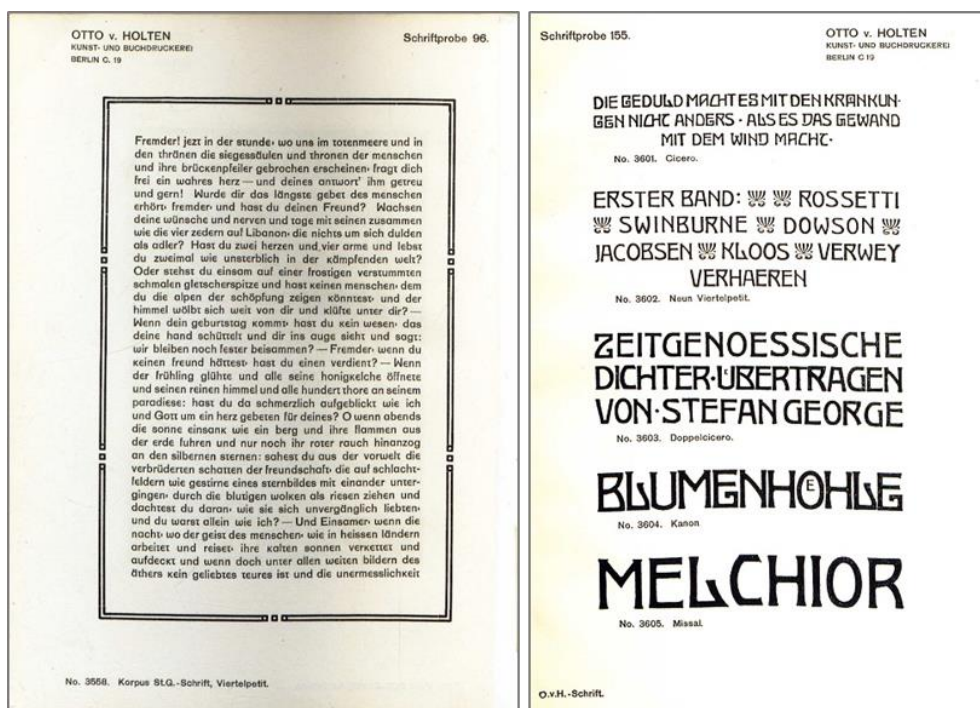 OTTO v. HOLTEN
KUNST- UND BUCHDRUCKEREI
BERLIN C. 19
Schriftprobe 96.
Fremder! jezt in der stunde· wo uns im totenmeere und in
den thränen die siegessäulen und thronen der menschen
und ihre brückenpfeiler gebrochen erscheinen· fragt dich
frei ein wahres herz — und deines antwort' ihm getreu
und gern! Wurde dir das längste gebet des menschen
erhört· fremder· und hast du deinen Freund? Wachsen
deine wünsche und nerven und tage mit seinen zusammen
wie die vier zedern auf Libanon· die nichts um sich dulden
als adler? Hast du zwei herzen und vier arme und lebst
du zweimal wie unsterblich in der kämpfenden welt?
Oder stehst du einsam auf einer frostigen verstummten
schmalen gletscherspitze und hast keinen menschen· dem
du die alpen der schöpfung zeigen könntest· und der
himmel wölbt sich weit von dir und klüfte unter dir? —
Wenn dein geburtstag kommt· hast du kein wesen· das
deine hand schüttelt und dir ins auge sieht und sagt:
wir bleiben noch fester beisammen? — Fremder· wenn du
keinen freund hättest· hast du einen verdient? — Wenn
der frühling glühte und alle seine honigkelche öffnete
und seinen reinen himmel und alle hundert thore an seinem
paradiese: hast du da schmerzlich aufgeblickt wie ich
und Gott um ein herz gebeten für deines? O wenn abends
die sonne einsank wie ein berg und ihre flammen aus
der erde fuhren und nur noch ihr roter rauch hinanzog
an den silbernen sternen: sahest du aus der vorwelt die
verbrüderten schatten der freundschaft· die auf schlacht-
feldern wie gestirne eines sternbildes mit einander unter-
gingen· durch die blutigen wolken als riesen ziehen und
dachtest du daran· wie sie sich unvergänglich liebten·
und du warst allein wie ich? — Und Einsamer· wenn die
nacht· wo der geist des menschen· wie in heissen ländern
arbeitet und reiset· ihre kalten sonnen verkettet und
aufdeckt und wenn doch unter allen weiten bildern des
äthers kein geliebtes teures ist und die unermesslichkeit
No. 3558. Korpus St.G.-Schrift, Viertelpetit.
Schriftprobe 155.
OTTO v. HOLTEN
KUNST- UND BUCHDRUCKEREI
BERLIN C 19
DIE GEDULD MACHT ES MIT DEN KRANKUN-
GEN NICHT ANDERS · ALS ES DAS GEWAND
MIT DEM WIND MACHT·
No. 3601. Cicero.
ERSTER BAND: ROSSETTI
SWINBURNE DOWSON
JACOBSEN KLOOS VERWEY
VERHAEREN
No. 3602. Neun Viertelpetit.
ZEITGENOESSISCHE
DICHTER·ÜBERTRAGEN
VON·STEFAN GEORGE
No. 3603. Doppelcicero.
BLUMENHOEHLE
No. 3604. Kanon
MELCHIOR
No. 3605. Missal.
O.v.H.-Schrift.